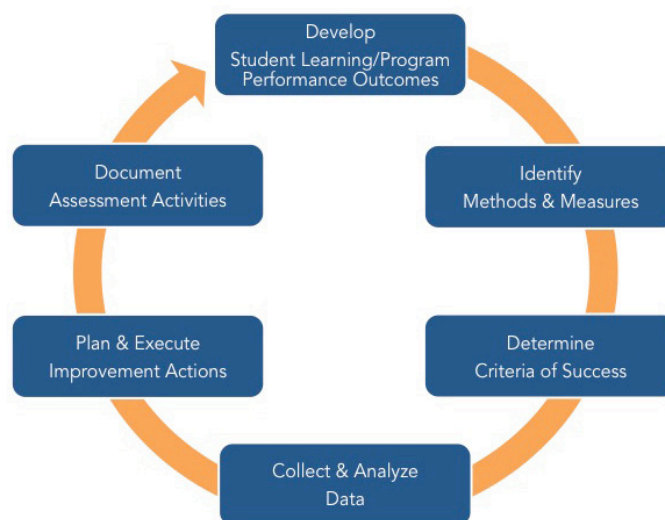 Develop
Student Learning/Program
Performance Outcomes
Identify
Methods & Measures
Determine
Criteria of Success
Collect & Analyze
Data
Plan & Execute
Improvement Actions
Document
Assessment Activities